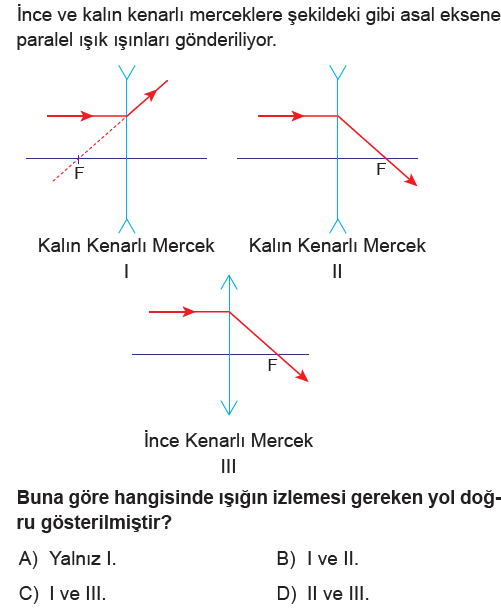 İnce ve kalın kenarlı merceklere şekildeki gibi asal eksene
paralel ışık ışınları gönderiliyor.
F
F
Kalın Kenarlı Mercek
I
Kalın Kenarlı Mercek
II
F
İnce Kenarlı Mercek
III
Buna göre hangisinde ışığın izlemesi gereken yol doğ-
ru gösterilmiştir?
A) Yalnız I.
B) I ve II.
C) I ve III.
D) II ve III.